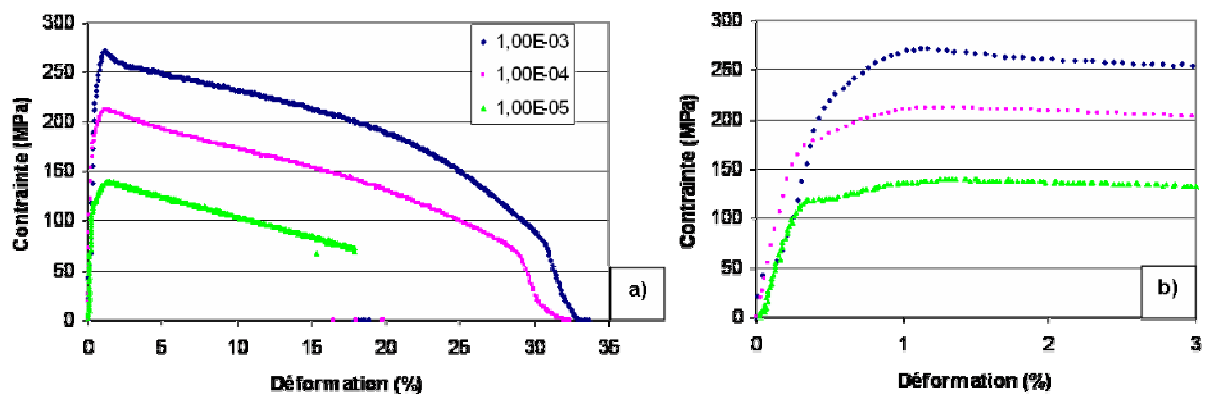 300
250
200
150
100
50
0
Contrainte (MPa)
1,00E-03
1,00E-04
1,00E-05
a)
0 5 10 15 20 25 30 35
Déformation (%)
300
250
200
150
100
50
0
Contrainte (MPa)
b)
0 1 2 3
Déformation (%)